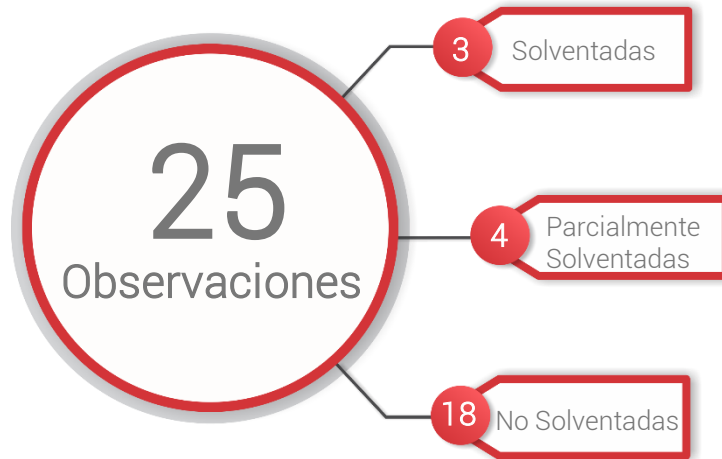 25
Observaciones
3
Solventadas
4
Parcialmente
Solventadas
18
No Solventadas